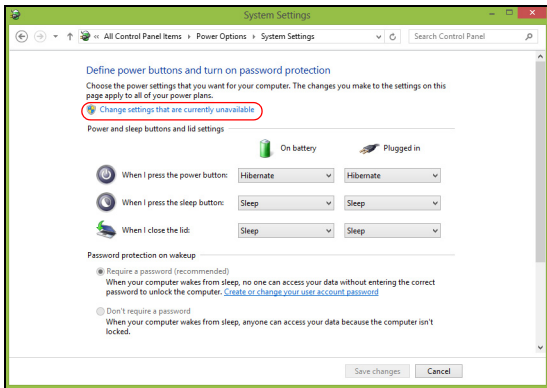 System Settings
« All Control Panel Items ▸ Power Options ▸ System Settings
Search Control Panel
Define power buttons and turn on password protection
Choose the power settings that you want for your computer. The changes you make to the settings on this
page apply to all of your power plans.
Change settings that are currently unavailable
Power and sleep buttons and lid settings
On battery Plugged in
When I press the power button: Hibernate Hibernate
When I press the sleep button: Sleep Sleep
When I close the lid: Sleep Sleep
Password protection on wakeup
Require a password (recommended)
When your computer wakes from sleep, no one can access your data without entering the correct
password to unlock the computer. Create or change your user account password
Don't require a password
When your computer wakes from sleep, anyone can access your data because the computer isn't
locked.
Save changes Cancel